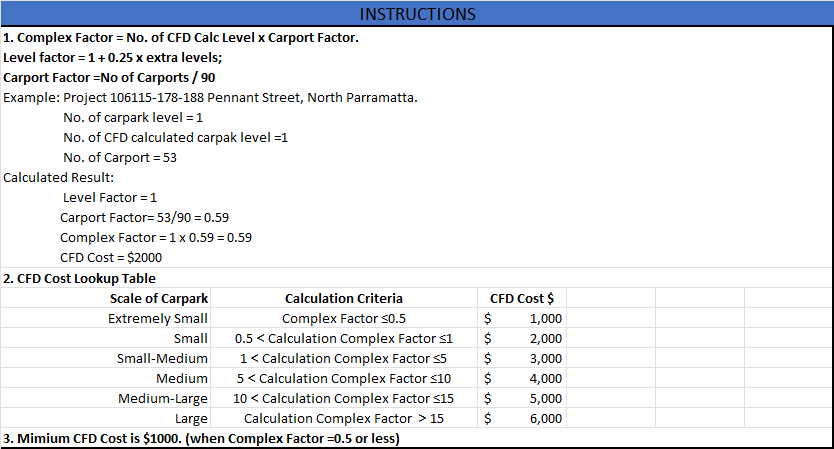 INSTRUCTIONS
1. Complex Factor = No. of CFD Calc Level x Carport Factor.
Level factor = 1 + 0.25 x extra levels;
Carport Factor =No of Carports / 90
Example: Project 106115-178-188 Pennant Street, North Parramatta.
No. of carpark level = 1
No. of CFD calculated carpak level =1
No. of Carport = 53
Calculated Result:
Level Factor = 1
Carport Factor= 53/90 = 0.59
Complex Factor = 1 x 0.59 = 0.59
CFD Cost = $2000
2. CFD Cost Lookup Table
Scale of Carpark Calculation Criteria CFD Cost $
Extremely Small Complex Factor ≤0.5 $ 1,000
Small 0.5 < Calculation Complex Factor ≤1 $ 2,000
Small-Medium 1 < Calculation Complex Factor ≤5 $ 3,000
Medium 5 < Calculation Complex Factor ≤10 $ 4,000
Medium-Large 10 < Calculation Complex Factor ≤15 $ 5,000
Large Calculation Complex Factor > 15 $ 6,000
3. Mimium CFD Cost is $1000. (when Complex Factor =0.5 or less)